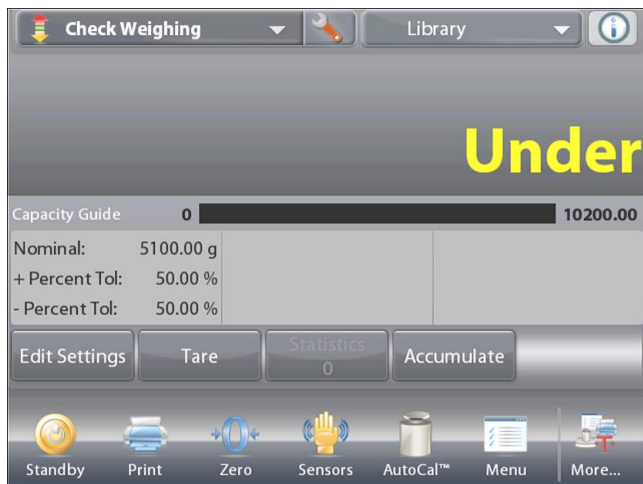 Check Weighing Library
Under
Capacity Guide 0 10200.00
Nominal: 5100.00 g
+ Percent Tol: 50.00 %
- Percent Tol: 50.00 %
Edit Settings Tare Statistics 0 Accumulate
Standby Print Zero Sensors AutoCal™ Menu More...